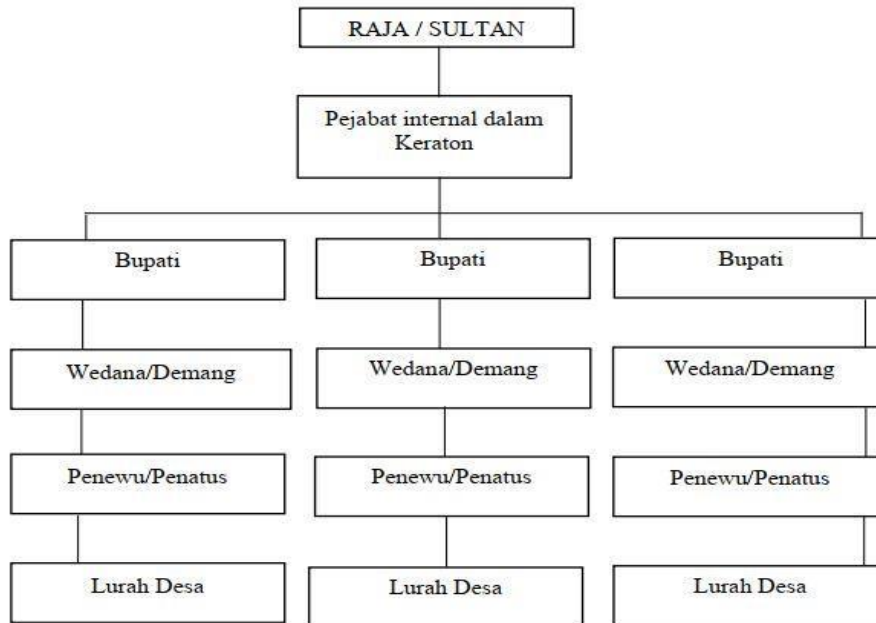 RAJA / SULTAN
Pejabat internal dalam
Keraton
Bupati
Bupati
Bupati
Wedana/Demang
Wedana/Demang
Wedana/Demang
Penewu/Penatus
Penewu/Penatus
Penewu/Penatus
Lurah Desa
Lurah Desa
Lurah Desa